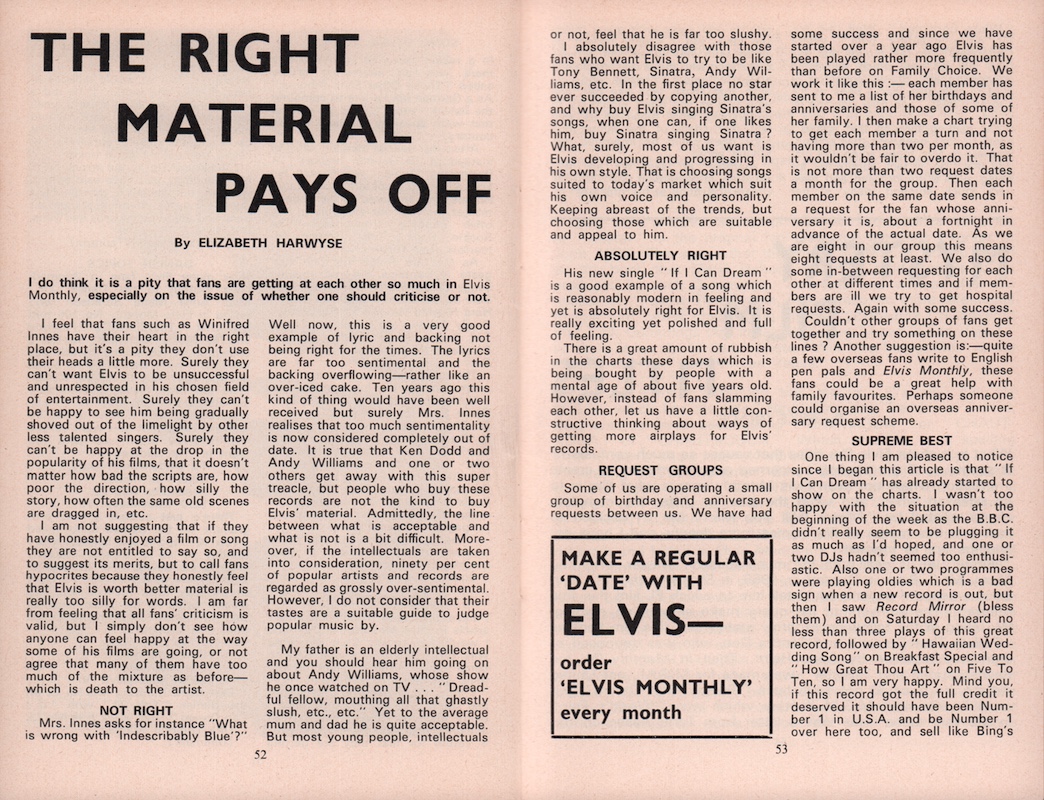 THE RIGHT
MATERIAL
PAYS OFF
By ELIZABETH HARWYSE
I do think it is a pity that fans are getting at each other so much in Elvis
Monthly, especially on the issue of whether one should criticise or not.
I feel that fans such as Winifred
Innes have their heart in the right
place, but it's a pity they don't use
their heads a little more. Surely they
can't want Elvis to be unsuccessful
and unrespected in his chosen field
of entertainment. Surely they can't
be happy to see him being gradually
shoved out of the limelight by other
less talented singers. Surely they
can't be happy at the drop in the
popularity of his films, that it doesn't
matter how bad the scripts are, how
poor the direction, how silly the
story, how often the same old scenes
are dragged in, etc.
I am not suggesting that if they
have honestly enjoyed a film or song
they are not entitled to say so, and
to suggest its merits, but to call fans
hypocrites because they honestly feel
that Elvis is worth better material is
really too silly for words. I am far
from feeling that all fans' criticism is
valid, but I simply don't see how
anyone can feel happy at the way
some of his films are going, or not
agree that many of them have too
much of the mixture as before—
which is death to the artist.
NOT RIGHT
Mrs. Innes asks for instance "What
is wrong with 'Indescribably Blue'?"
Well now, this is a very good
example of lyric and backing not
being right for the times. The lyrics
are far too sentimental and the
backing overflowing—rather like an
over-iced cake. Ten years ago this
kind of thing would have been well
received but surely Mrs. Innes
realises that too much sentimentality
is now considered completely out of
date. It is true that Ken Dodd and
Andy Williams and one or two
others get away with this super
treacle, but people who buy these
records are not the kind to buy
Elvis' material. Admittedly, the line
between what is acceptable and
what is not is a bit difficult. More-
over, if the intellectuals are taken
into consideration, ninety per cent
of popular artists and records are
regarded as grossly over-sentimental.
However, I do not consider that their
tastes are a suitable guide to judge
popular music by.
My father is an elderly intellectual
and you should hear him going on
about Andy Williams, whose show
he once watched on TV . . . "Dread-
ful fellow, mouthing all that ghastly
slush, etc., etc." Yet to the average
mum and dad he is quite acceptable.
But most young people, intellectuals
52
or not, feel that he is far too slushy.
I absolutely disagree with those
fans who want Elvis to try to be like
Tony Bennett, Sinatra, Andy Wil-
liams, etc. In the first place no star
ever succeeded by copying another,
and why buy Elvis singing Sinatra's
songs, when one can, if one likes
him, buy Sinatra singing Sinatra?
What, surely, most of us want is
Elvis developing and progressing in
his own style. That is choosing songs
suited to today's market which suit
his own voice and personality.
Keeping abreast of the trends, but
choosing those which are suitable
and appeal to him.
ABSOLUTELY RIGHT
His new single "If I Can Dream"
is a good example of a song which
is reasonably modern in feeling and
yet is absolutely right for Elvis. It is
really exciting yet polished and full
of feeling.
There is a great amount of rubbish
in the charts these days which is
being bought by people with a
mental age of about five years old.
However, instead of fans slamming
each other, let us have a little con-
structive thinking about ways of
getting more airplays for Elvis'
records.
REQUEST GROUPS
Some of us are operating a small
group of birthday and anniversary
requests between us. We have had
MAKE A REGULAR
'DATE' WITH
ELVIS—
order
'ELVIS MONTHLY'
every month
some success and since we have
started over a year ago Elvis has
been played rather more frequently
than before on Family Choice. We
work it like this :— each member has
sent to me a list of her birthdays and
anniversaries and those of some of
her family. I then make a chart trying
to get each member a turn and not
having more than two per month, as
it wouldn't be fair to overdo it. That
is not more than two request dates
a month for the group. Then each
member on the same date sends in
a request for the fan whose anni-
versary it is, about a fortnight in
advance of the actual date. As we
are eight in our group this means
eight requests at least. We also do
some in-between requesting for each
other at different times and if mem-
bers are ill we try to get hospital
requests. Again with some success.
Couldn't other groups of fans get
together and try something on these
lines? Another suggestion is:—quite
a few overseas fans write to English
pen pals and Elvis Monthly, these
fans could be a great help with
family favourites. Perhaps someone
could organise an overseas anniver-
sary request scheme.
SUPREME BEST
One thing I am pleased to notice
since I began this article is that "If
I Can Dream" has already started to
show on the charts. I wasn't too
happy with the situation at the
beginning of the week as the B.B.C.
didn't really seem to be plugging it
as much as I'd hoped, and one or
two DJs hadn't seemed too enthusi-
astic. Also one or two programmes
were playing oldies which is a bad
sign when a new record is out, but
then I saw Record Mirror (bless
them) and on Saturday I heard no
less than three plays of this great
record, followed by "Hawaiian Wed-
ding Song" on Breakfast Special and
"How Great Thou Art" on Five To
Ten, so I am very happy. Mind you,
if this record got the full credit it
deserved it should have been Num-
ber 1 in U.S.A. and be Number 1
over here too, and sell like Bing's
53